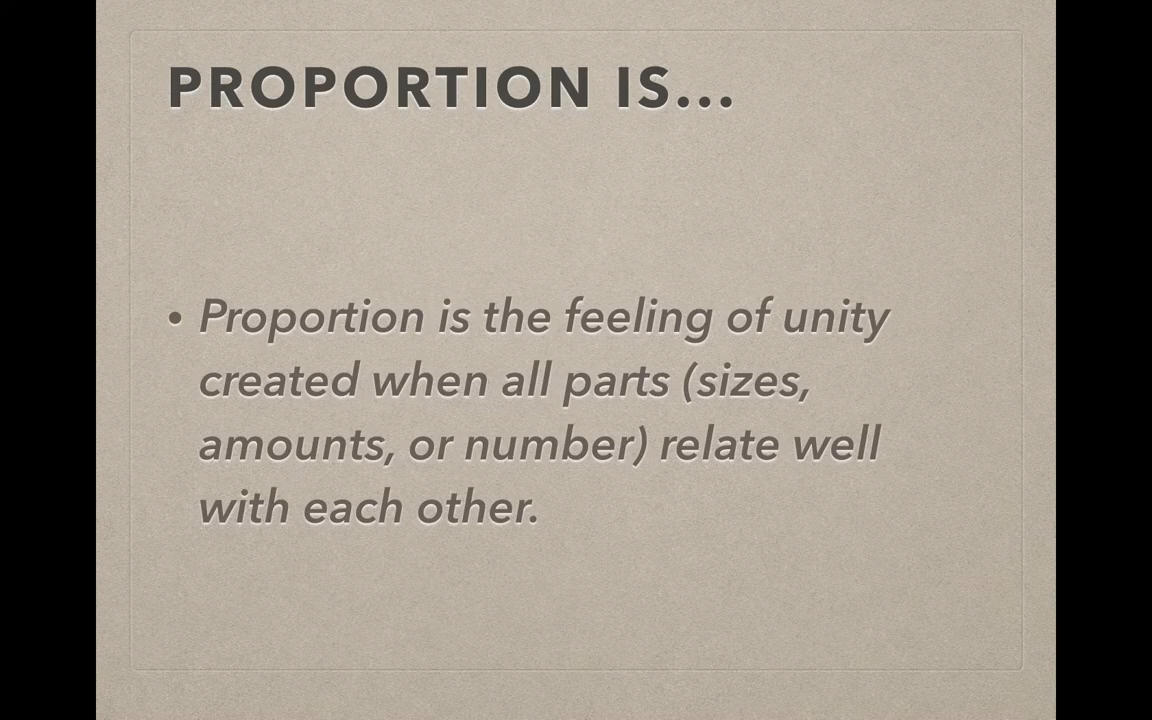 PROPORTION IS...
• Proportion is the feeling of unity
created when all parts (sizes,
amounts, or number) relate well
with each other.